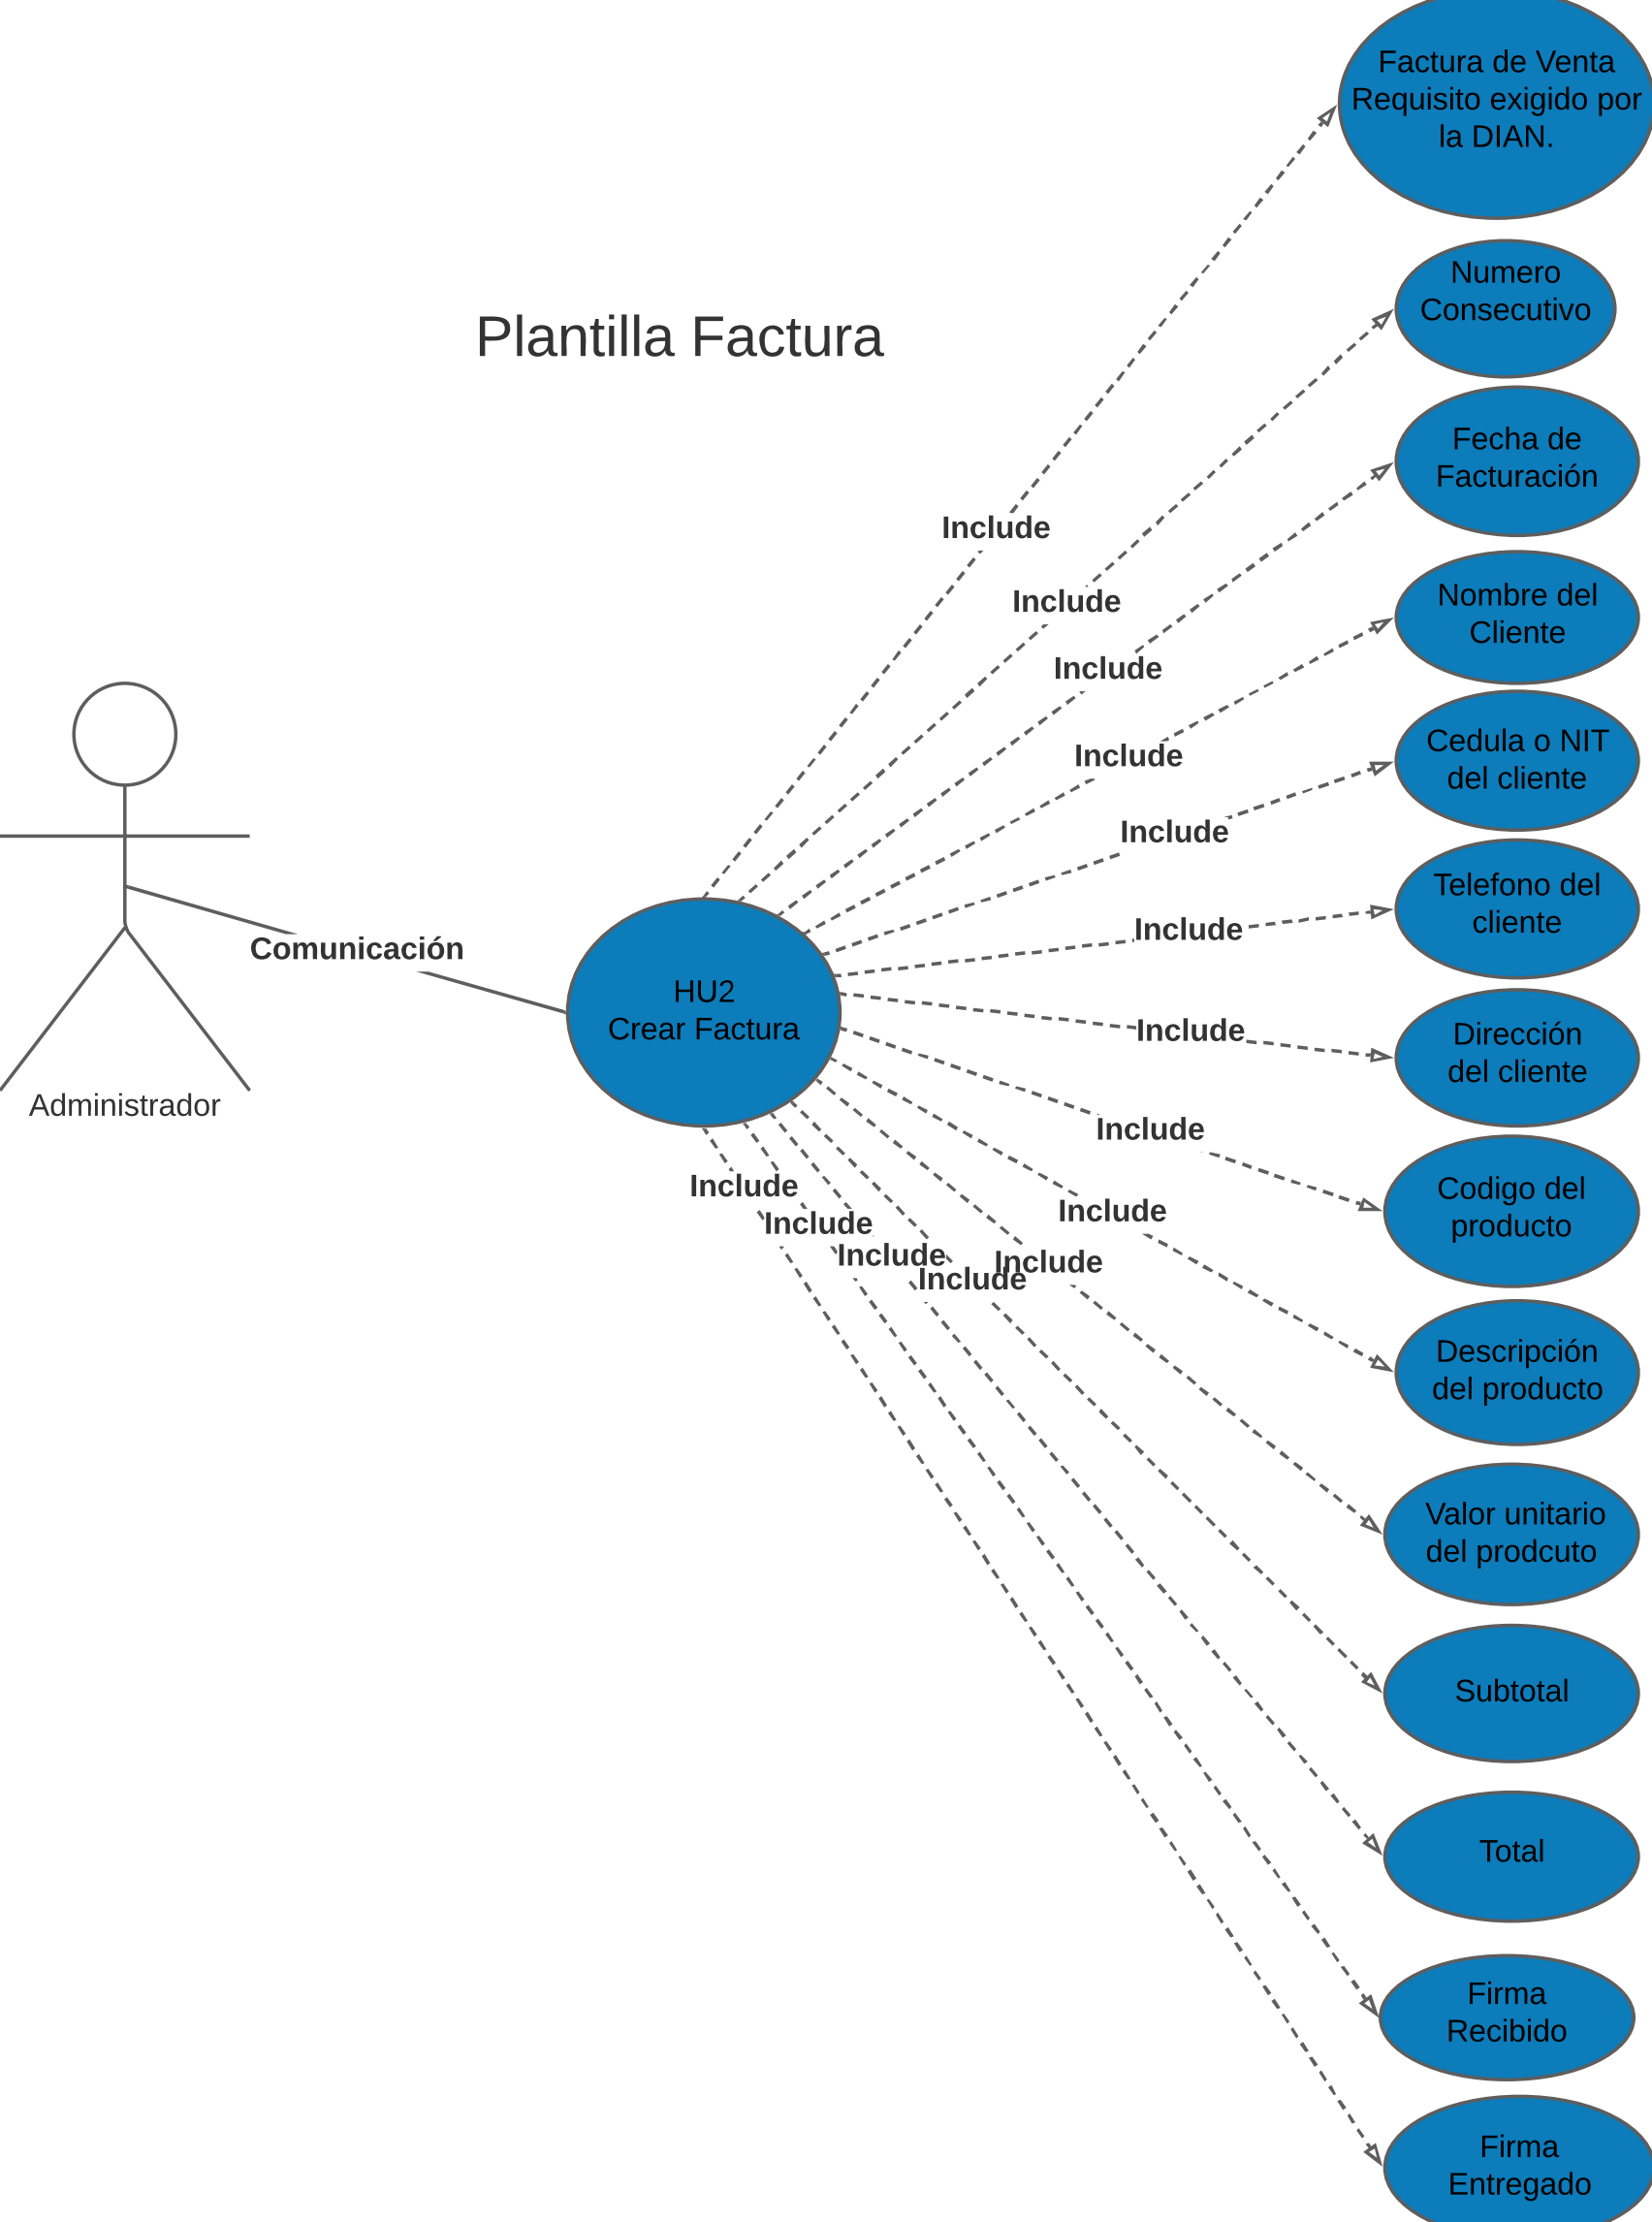 Factura de Venta
Requisito exigido por
la DIAN.
Numero
Consecutivo
Plantilla Factura
Fecha de
Facturación
Include
Nombre del
Cliente
Include
Include
Cedula o NIT
del cliente
Include
Include
Telefono del
cliente
Include
Comunicación
HU2
Crear Factura
Include
Dirección
del cliente
Administrador
Include
Codigo del
producto
Include
Include
Include
Include
Include
Include
Descripción
del producto
Valor unitario
del prodcuto
Subtotal
Total
Firma
Recibido
Firma
Entregado